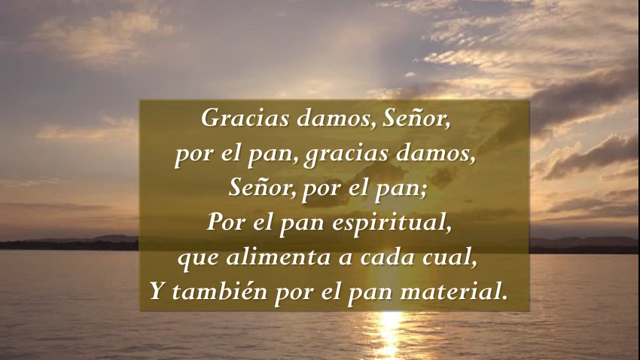 Gracias damos, Señor,
por el pan, gracias damos,
Señor, por el pan;
Por el pan espiritual,
que alimenta a cada cual,
Y también por el pan material.